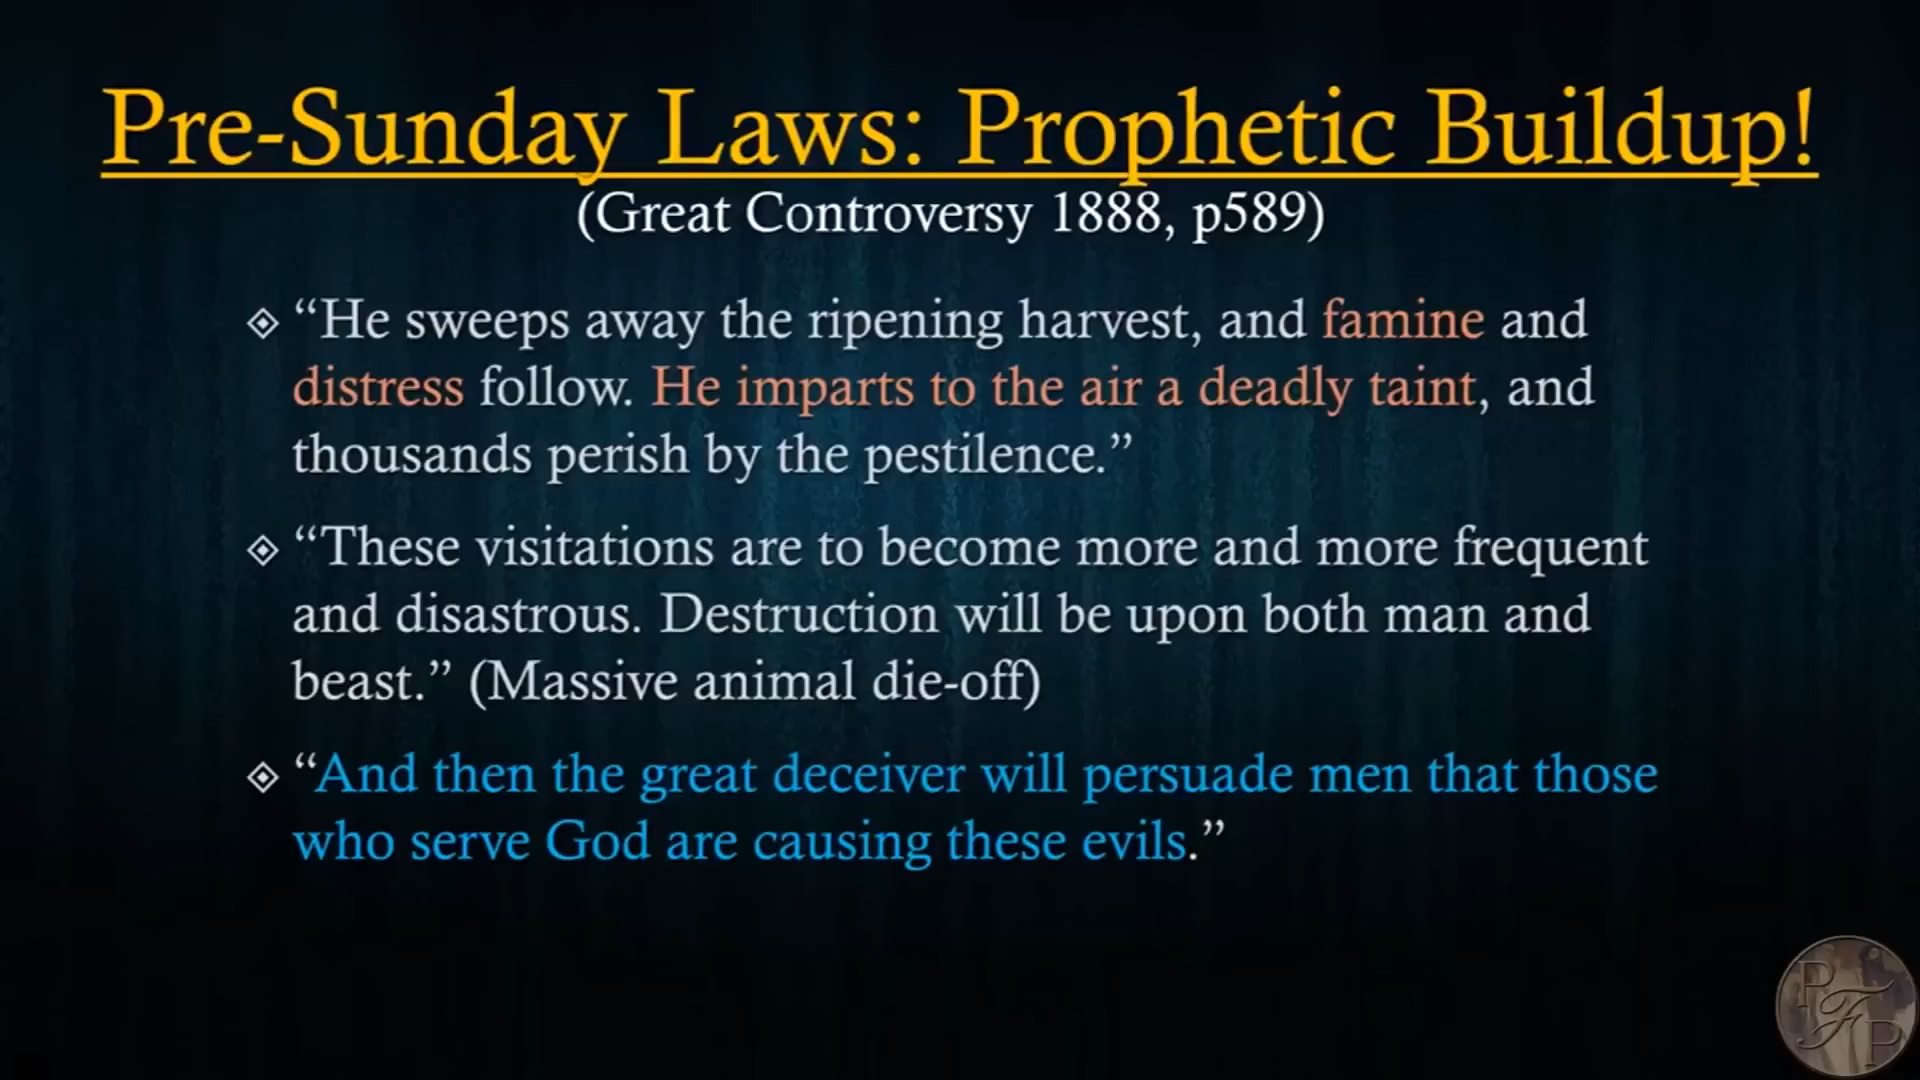 Pre-Sunday Laws: Prophetic Buildup!
(Great Controversy 1888, p589)
“He sweeps away the ripening harvest, and famine and
distress follow. He imparts to the air a deadly taint, and
thousands perish by the pestilence.”
“These visitations are to become more and more frequent
and disastrous. Destruction will be upon both man and
beast.” (Massive animal die-off)
“And then the great deceiver will persuade men that those
who serve God are causing these evils.”
PFP